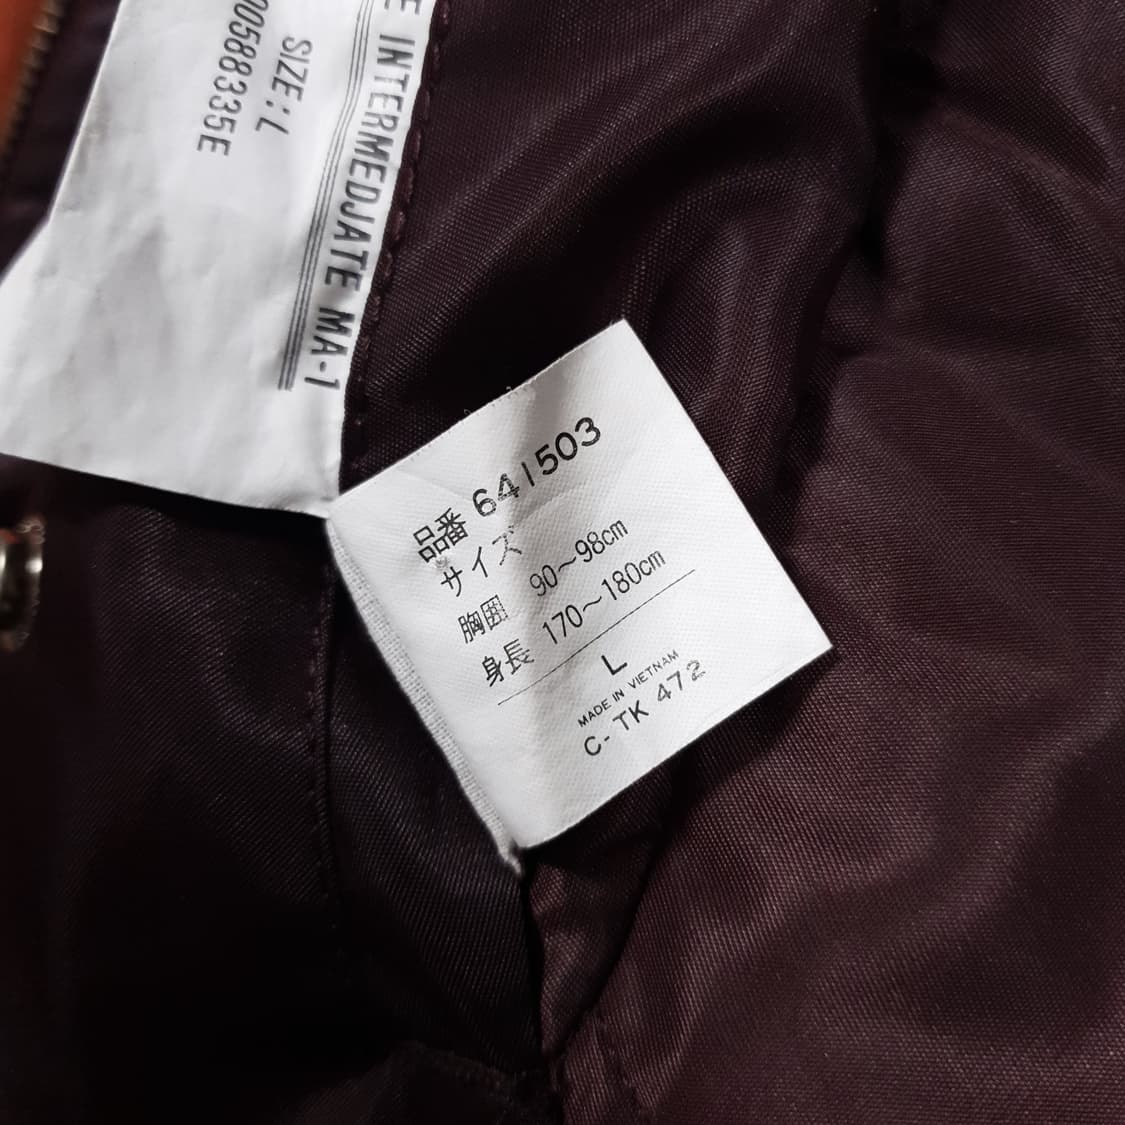 INTERMEDJATE MA-1
SIZE: L
00588335E
品番 641503
サイズ
胸囲 90～98cm
身長 170～180cm
L
MADE IN VIETNAM
C-TK 472